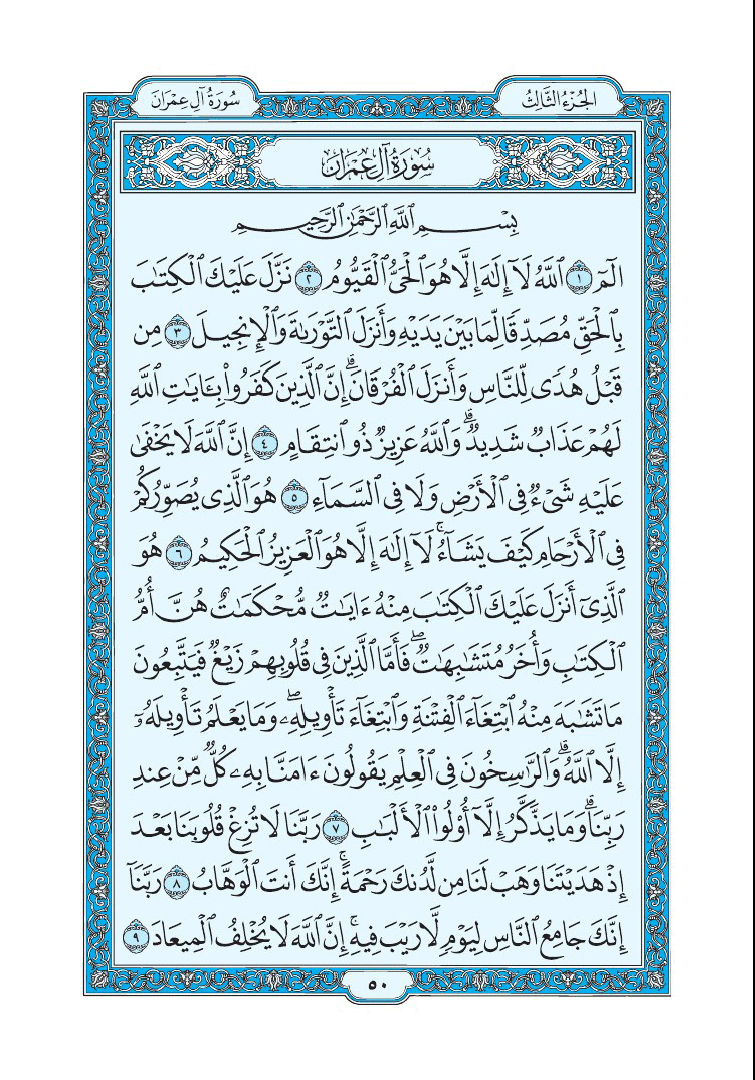 الجُزْءُ الثَّالِثُ
سُورَةُ آلِ عِمْرَانَ
سُورَةُ آلِ عِمْرَانَ
بِسْمِ ٱللَّهِ ٱلرَّحْمَٰنِ ٱلرَّحِيمِ
الٓمٓ ١ ٱللَّهُ لَآ إِلَٰهَ إِلَّا هُوَ ٱلْحَىُّ ٱلْقَيُّومُ ٢ نَزَّلَ عَلَيْكَ ٱلْكِتَٰبَ
بِٱلْحَقِّ مُصَدِّقًا لِّمَا بَيْنَ يَدَيْهِ وَأَنزَلَ ٱلتَّوْرَىٰةَ وَٱلْإِنجِيلَ ٣ مِن
قَبْلُ هُدًى لِّلنَّاسِ وَأَنزَلَ ٱلْفُرْقَانَۗ إِنَّ ٱلَّذِينَ كَفَرُوا۟ بِـَٔايَٰتِ ٱللَّهِ
لَهُمْ عَذَابٌ شَدِيدٌۗ وَٱللَّهُ عَزِيزٌ ذُو ٱنتِقَامٍ ٤ إِنَّ ٱللَّهَ لَا يَخْفَىٰ
عَلَيْهِ شَىْءٌ فِى ٱلْأَرْضِ وَلَا فِى ٱلسَّمَآءِ ٥ هُوَ ٱلَّذِى يُصَوِّرُكُمْ
فِى ٱلْأَرْحَامِ كَيْفَ يَشَآءُۚ لَآ إِلَٰهَ إِلَّا هُوَ ٱلْعَزِيزُ ٱلْحَكِيمُ ٦ هُوَ
ٱلَّذِىٓ أَنزَلَ عَلَيْكَ ٱلْكِتَٰبَ مِنْهُ ءَايَٰتٌ مُّحْكَمَٰتٌ هُنَّ أُمُّ
ٱلْكِتَٰبِ وَأُخَرُ مُتَشَٰبِهَٰتٌۖ فَأَمَّا ٱلَّذِينَ فِى قُلُوبِهِمْ زَيْغٌ فَيَتَّبِعُونَ
مَا تَشَٰبَهَ مِنْهُ ٱبْتِغَآءَ ٱلْفِتْنَةِ وَٱبْتِغَآءَ تَأْوِيلِهِۦۖ وَمَا يَعْلَمُ تَأْوِيلَهُۥٓ
إِلَّا ٱللَّهُۗ وَٱلرَّٰسِخُونَ فِى ٱلْعِلْمِ يَقُولُونَ ءَامَنَّا بِهِۦ كُلٌّ مِّنْ عِندِ
رَبِّنَاۗ وَمَا يَذَّكَّرُ إِلَّآ أُو۟لُوا۟ ٱلْأَلْبَٰبِ ٧ رَبَّنَا لَا تُزِغْ قُلُوبَنَا بَعْدَ
إِذْ هَدَيْتَنَا وَهَبْ لَنَا مِن لَّدُنكَ رَحْمَةًۚ إِنَّكَ أَنتَ ٱلْوَهَّابُ ٨ رَبَّنَآ
إِنَّكَ جَامِعُ ٱلنَّاسِ لِيَوْمٍ لَّا رَيْبَ فِيهِۚ إِنَّ ٱللَّهَ لَا يُخْلِفُ ٱلْمِيعَادَ ٩
٥٠